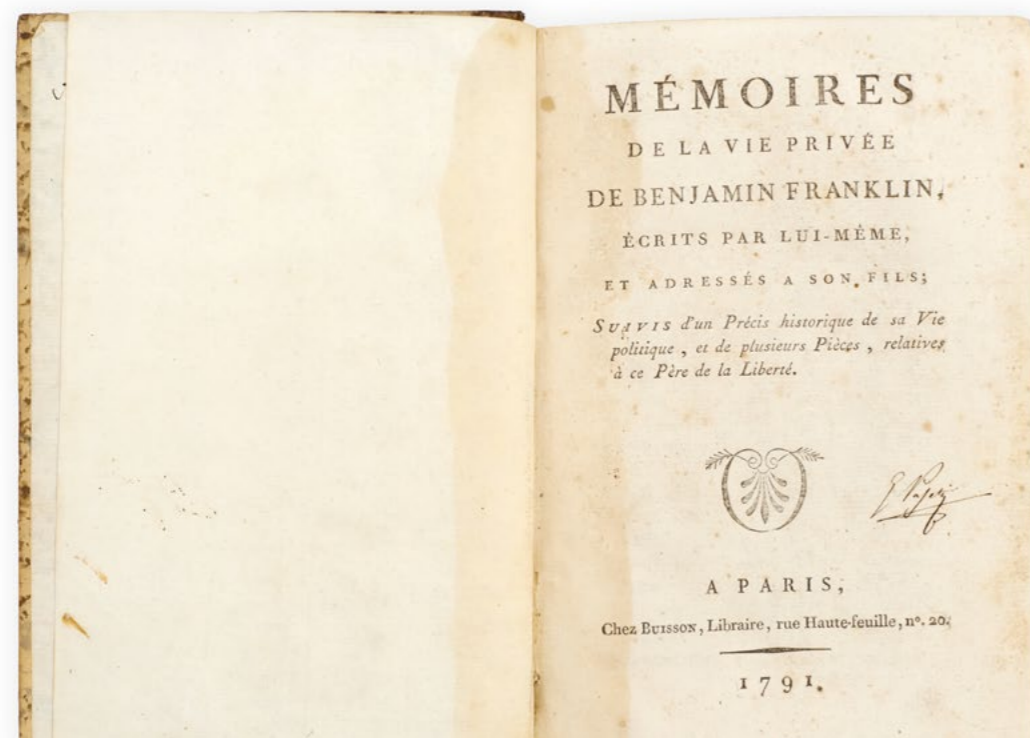 MÉMOIRES
DE LA VIE PRIVÉE
DE BENJAMIN FRANKLIN,
ÉCRITS PAR LUI-MÊME,
ET ADRESSÉS A SON FILS;
SUIVIS d'un Précis historique de sa Vie
politique, et de plusieurs Pièces, relatives
à ce Père de la Liberté.
A PARIS,
Chez BUISSON, Libraire, rue Haute-feuille, nº. 20.
1791.